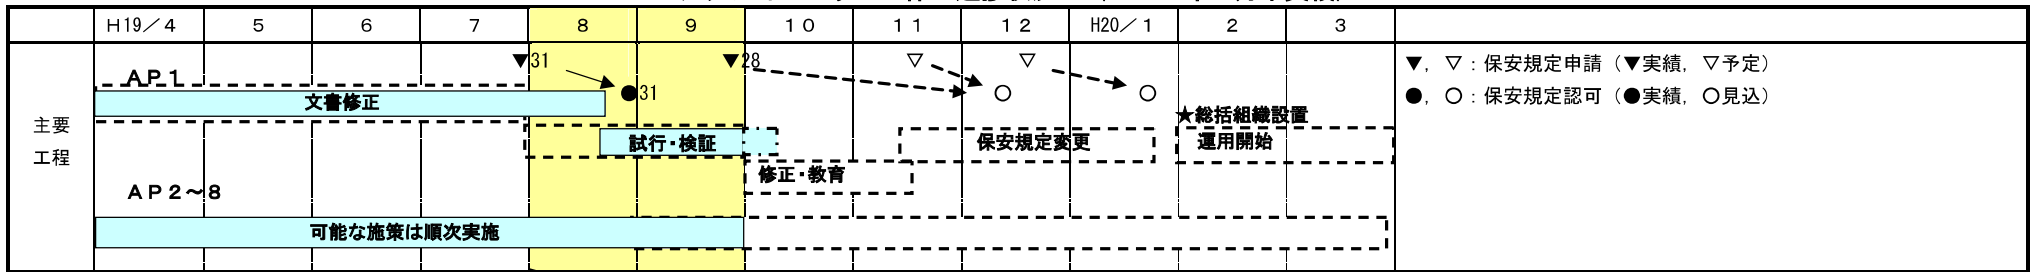 H19／4 5 6 7 8 9 10 11 12 H20／1 2 3
▼31 ▼28 ▽ ▽
▼，▽：保安規定申請（▼実績，▽予定）
AP1
●31 ○ ○
●，○：保安規定認可（●実績，○見込）
文書修正
★総括組織設置
主要
工程
試行・検証
保安規定変更
運用開始
修正・教育
AP2～8
可能な施策は順次実施